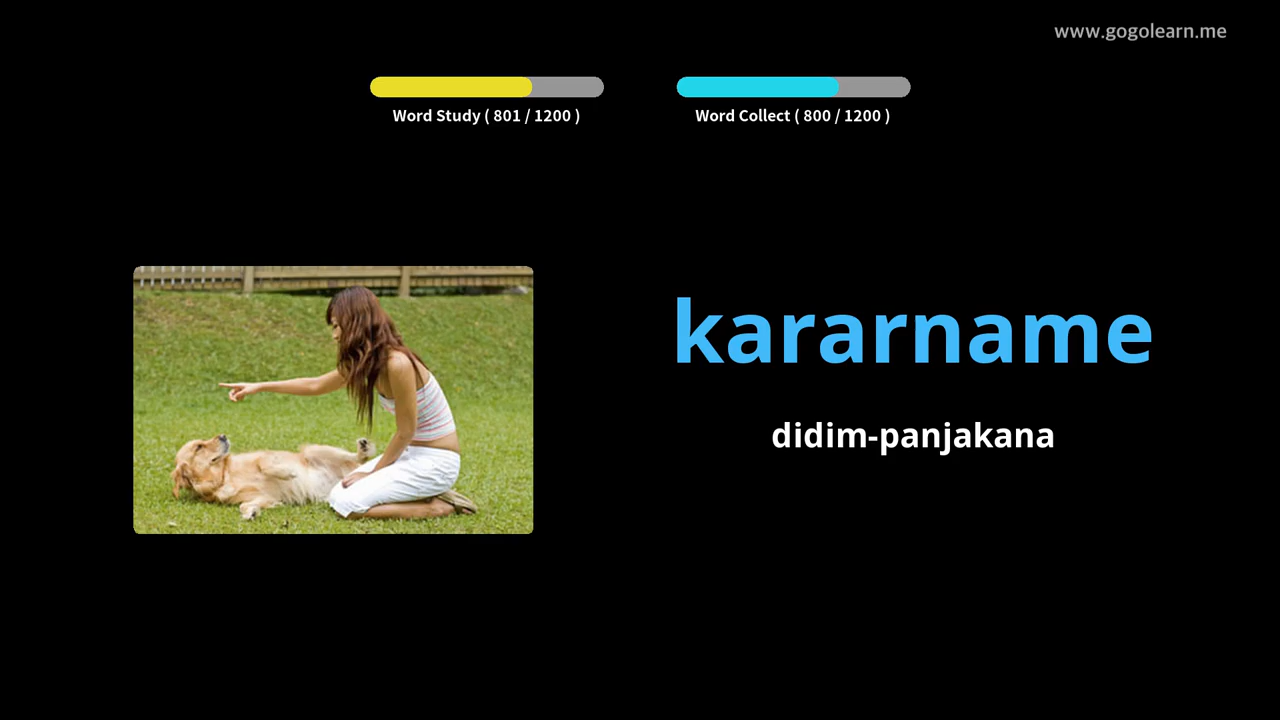 www.gogolearn.me
Word Study ( 801 / 1200 )
Word Collect ( 800 / 1200 )
kararname
didim-panjakana